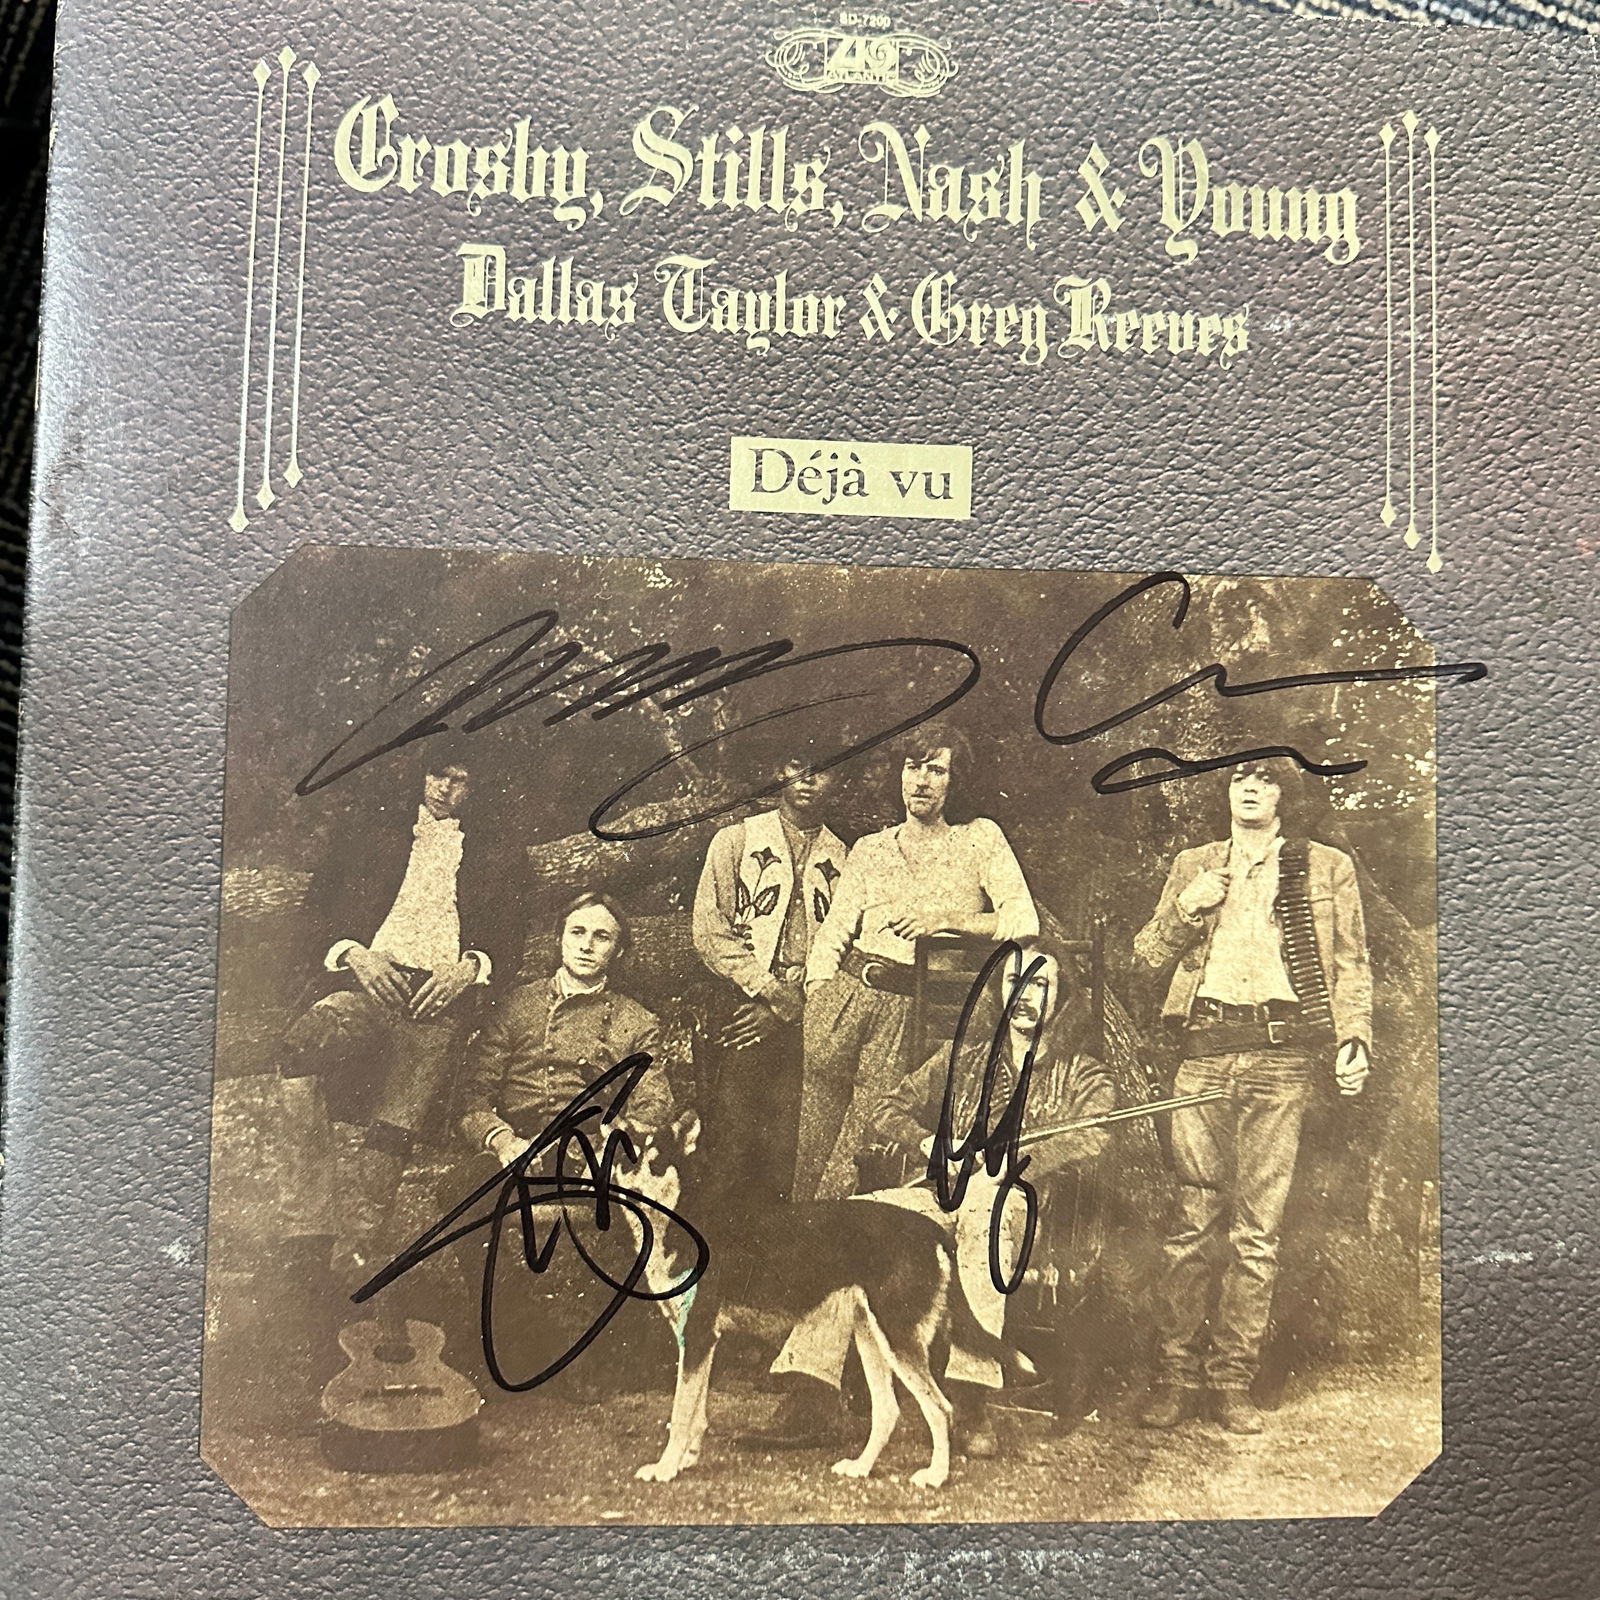 SD-7200
ATLANTIC
Crosby, Stills, Nash & Young
Dallas Taylor & Greg Reeves
Déjà vu